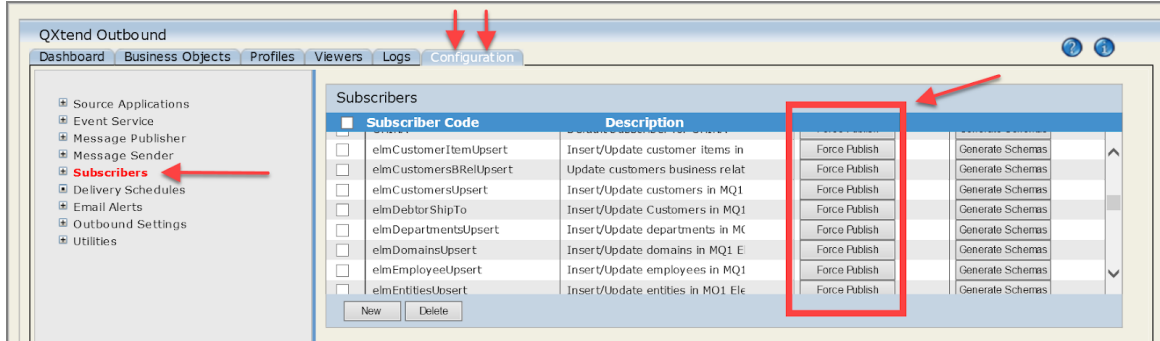 QXtend Outbound
Dashboard Business Objects Profiles Viewers Logs Configuration
Source Applications
Event Service
Message Publisher
Message Sender
Subscribers
Delivery Schedules
Email Alerts
Outbound Settings
Utilities
Subscribers
Subscriber Code Description
elmCustomerItemUpsert Insert/Update customer items in Force Publish Generate Schemas
elmCustomersBRelUpsert Update customers business relat Force Publish Generate Schemas
elmCustomersUpsert Insert/Update customers in MQ1 Force Publish Generate Schemas
elmDebtorShipTo Insert/Update Customers in MQ1 Force Publish Generate Schemas
elmDepartmentsUpsert Insert/Update departments in M Force Publish Generate Schemas
elmDomainsUpsert Insert/Update domains in MQ1 E Force Publish Generate Schemas
elmEmployeeUpsert Insert/Update employees in MQ1 Force Publish Generate Schemas
elmEntitiesUpsert Insert/Update entities in MQ1 Ele Force Publish Generate Schemas
New Delete